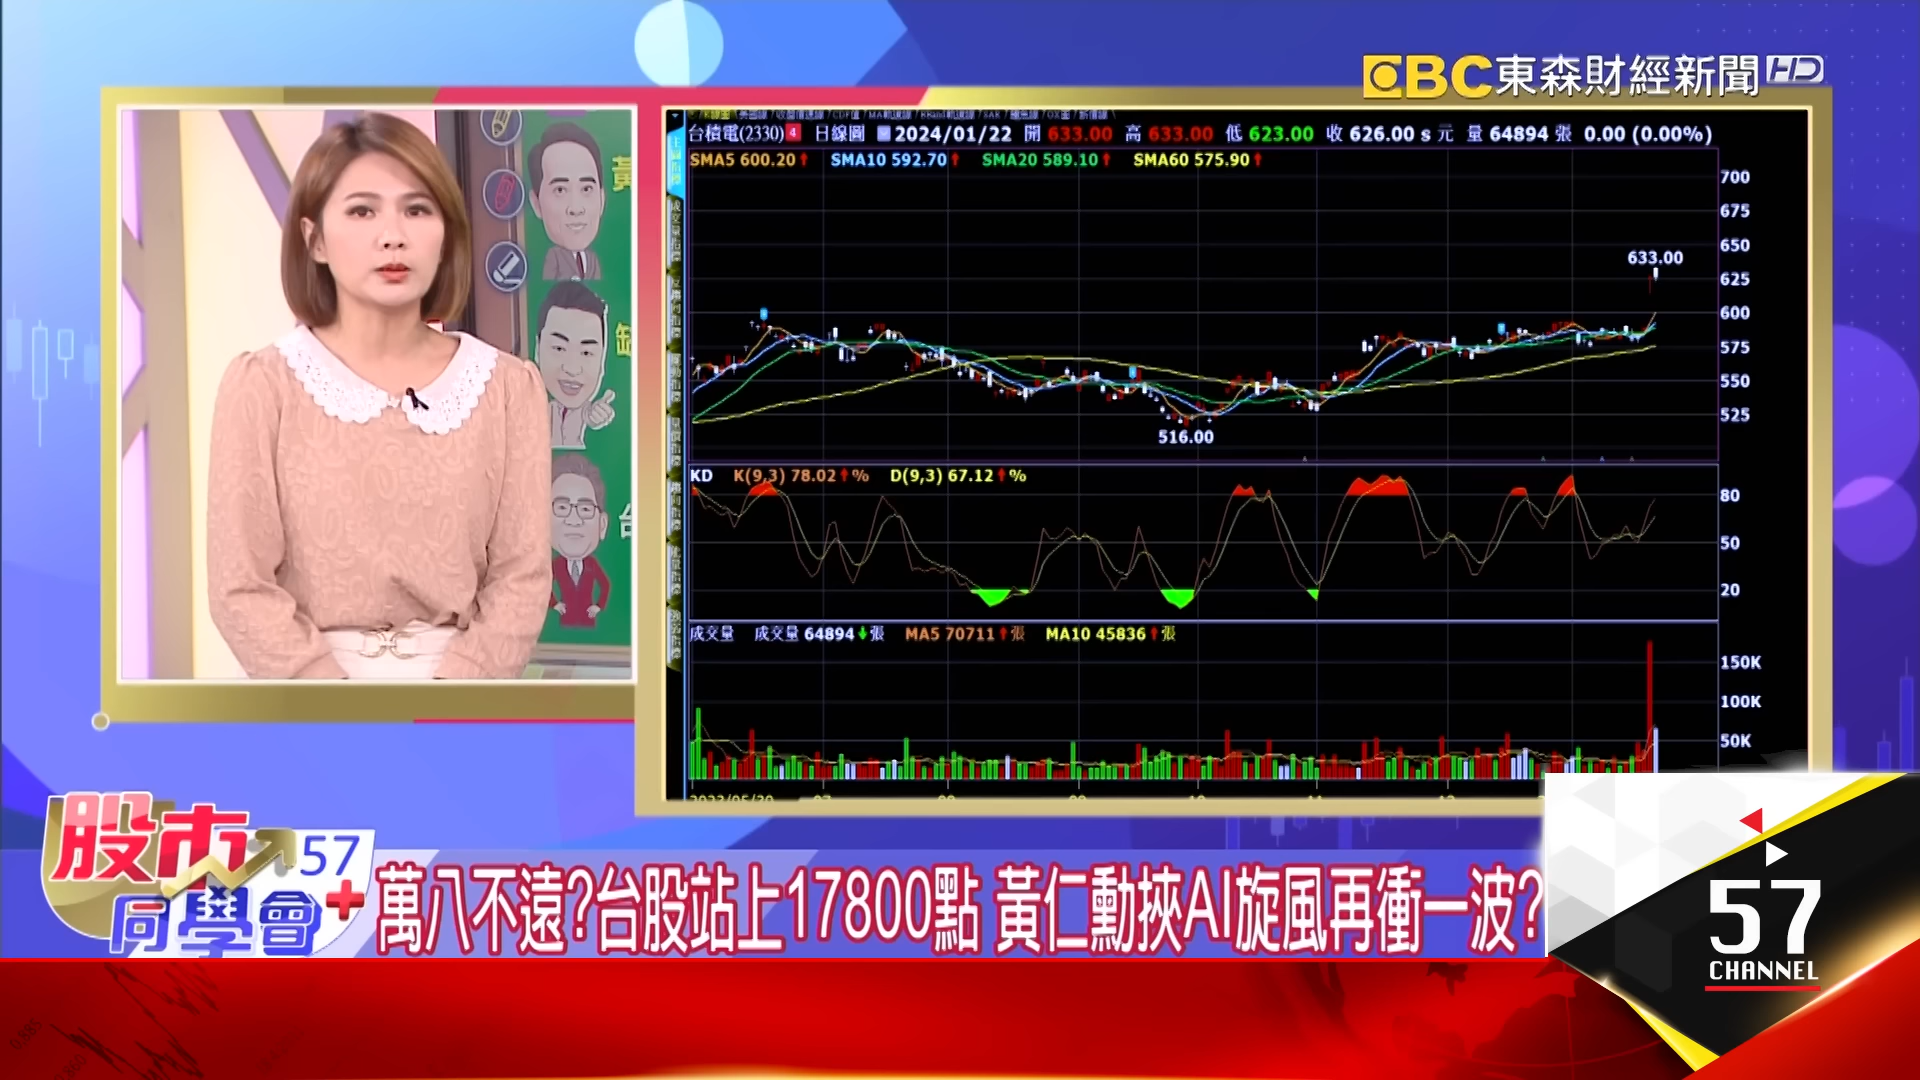 EBC東森財經新聞HD
台積電(2330) 4 日線圖 2024/01/22 開 633.00 高 633.00 低 623.00 收 626.00 s 元 量 64894 張 0.00 (0.00%)
SMA5 600.20 SMA10 592.70 SMA20 589.10 SMA60 575.90
700
675
650
633.00
625
600
575
550
525
516.00
KD K(9,3) 78.02 % D(9,3) 67.12 %
80
50
20
成交量 成交量 64894 張 MA5 70711 張 MA10 45836 張
150K
100K
50K
黃
台
股市57
同學會+
萬八不遠?台股站上17800點 黃仁勳挾AI旋風再衝一波?
57
CHANNEL